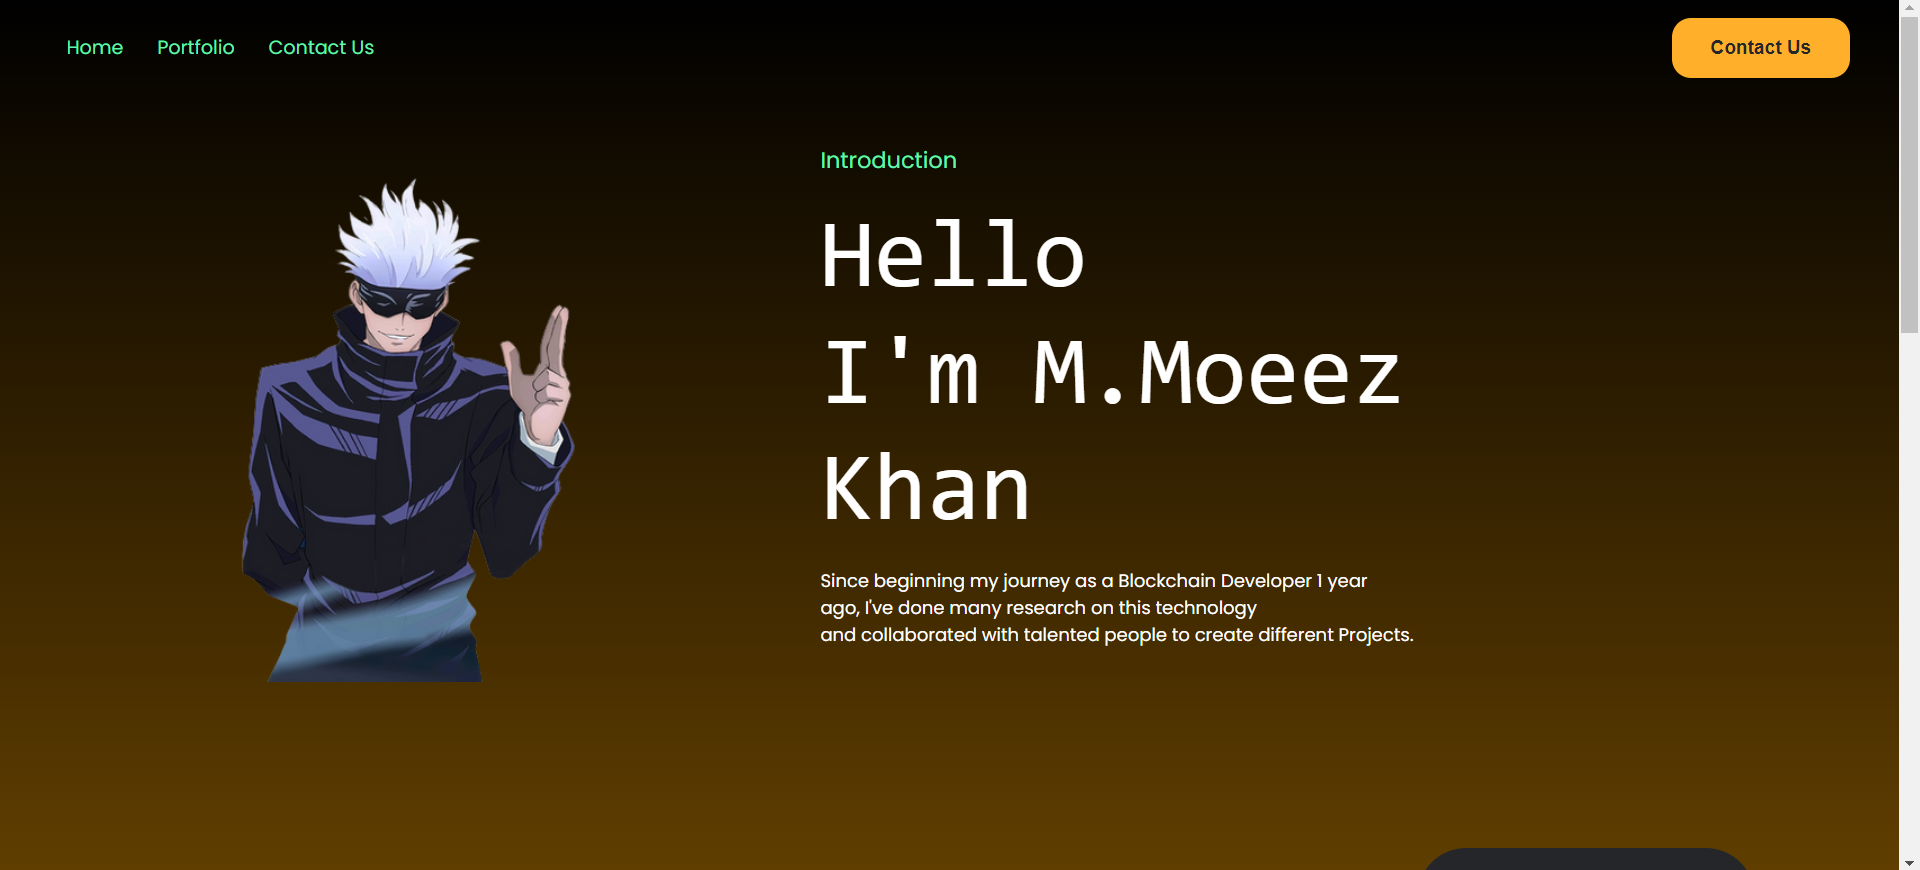 Home Portfolio Contact Us Contact Us
Introduction
Hello
I'm M.Moeez
Khan
Since beginning my journey as a Blockchain Developer 1 year
ago, I've done many research on this technology
and collaborated with talented people to create different Projects.